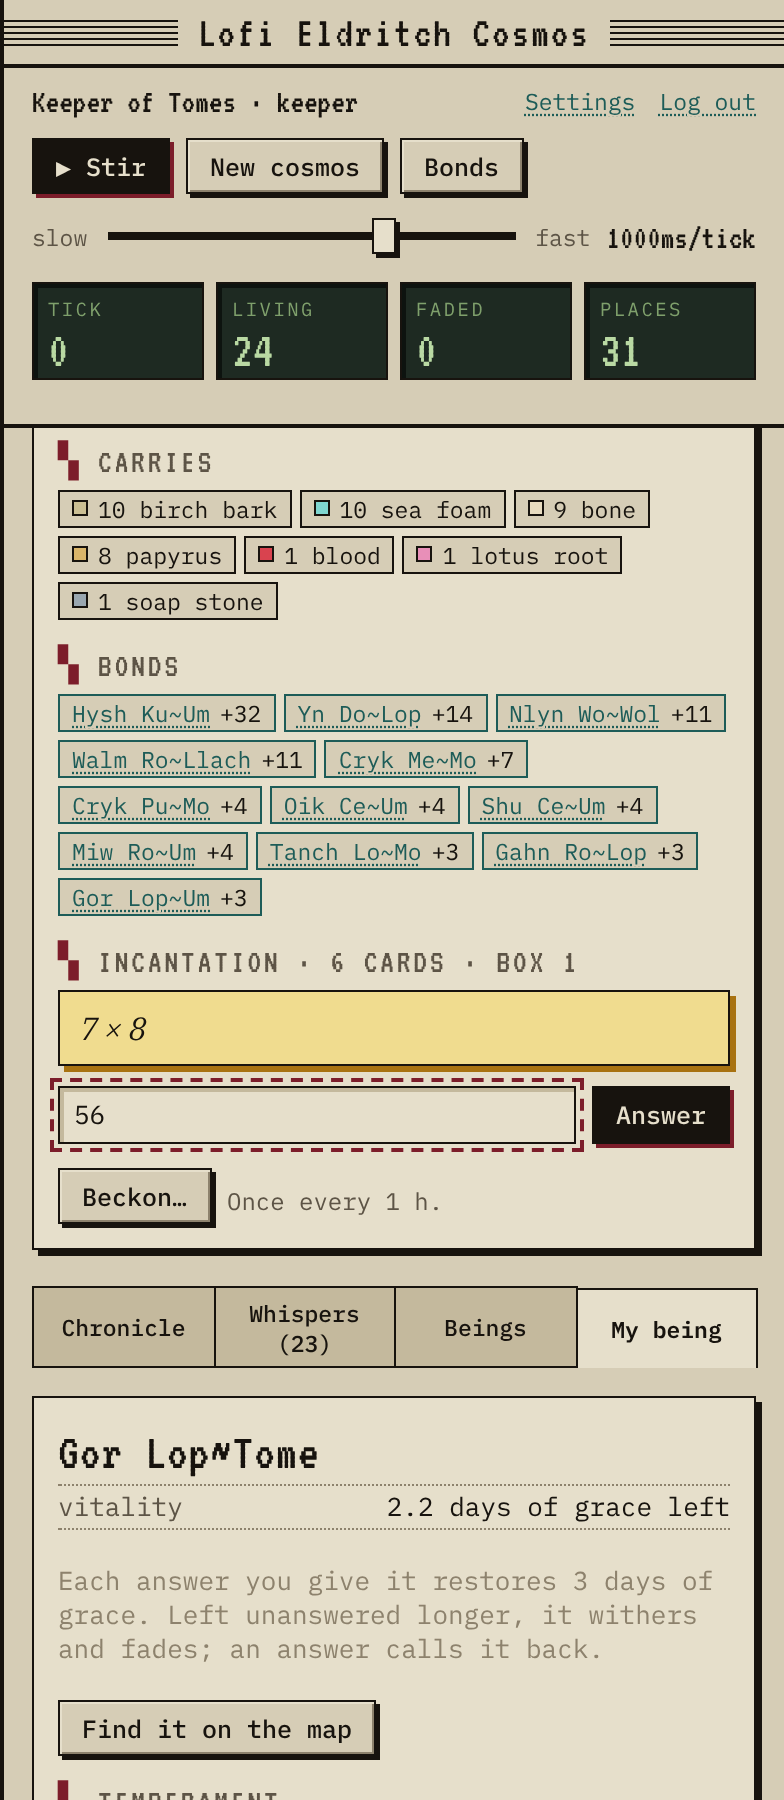 Lofi Eldritch Cosmos
Keeper of Tomes · keeper Settings Log out
▶ Stir New cosmos Bonds
slow fast 1000ms/tick
TICK LIVING FADED PLACES
0 24 0 31
CARRIES
10 birch bark 10 sea foam 9 bone
8 papyrus 1 blood 1 lotus root
1 soap stone
BONDS
Hysh Ku~Um +32 Yn Do~Lop +14 Nlyn Wo~Wol +11
Walm Ro~Llach +11 Cryk Me~Mo +7
Cryk Pu~Mo +4 Oik Ce~Um +4 Shu Ce~Um +4
Miw Ro~Um +4 Tanch Lo~Mo +3 Gahn Ro~Lop +3
Gor Lop~Um +3
INCANTATION · 6 CARDS · BOX 1
7 × 8
56 Answer
Beckon… Once every 1 h.
Chronicle Whispers (23) Beings My being
Gor Lop~Tome
vitality 2.2 days of grace left
Each answer you give it restores 3 days of
grace. Left unanswered longer, it withers
and fades; an answer calls it back.
Find it on the map
TEMPERAMENT